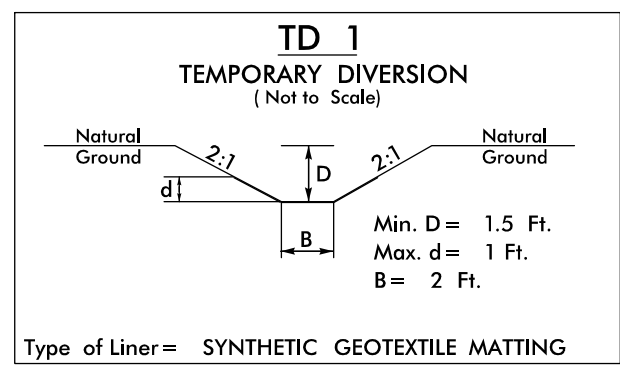 TD 1
TEMPORARY DIVERSION
( Not to Scale)
Natural
Ground
2:1
D
2:1
Natural
Ground
d
B
Min. D= 1.5 Ft.
Max. d= 1 Ft.
B= 2 Ft.
Type of Liner= SYNTHETIC GEOTEXTILE MATTING